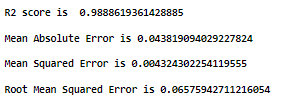 R2 score is  0.9888619361428885
Mean Absolute Error is 0.043819094029227824
Mean Squared Error is 0.004324302254119555
Root Mean Squared Error is 0.06575942711216054